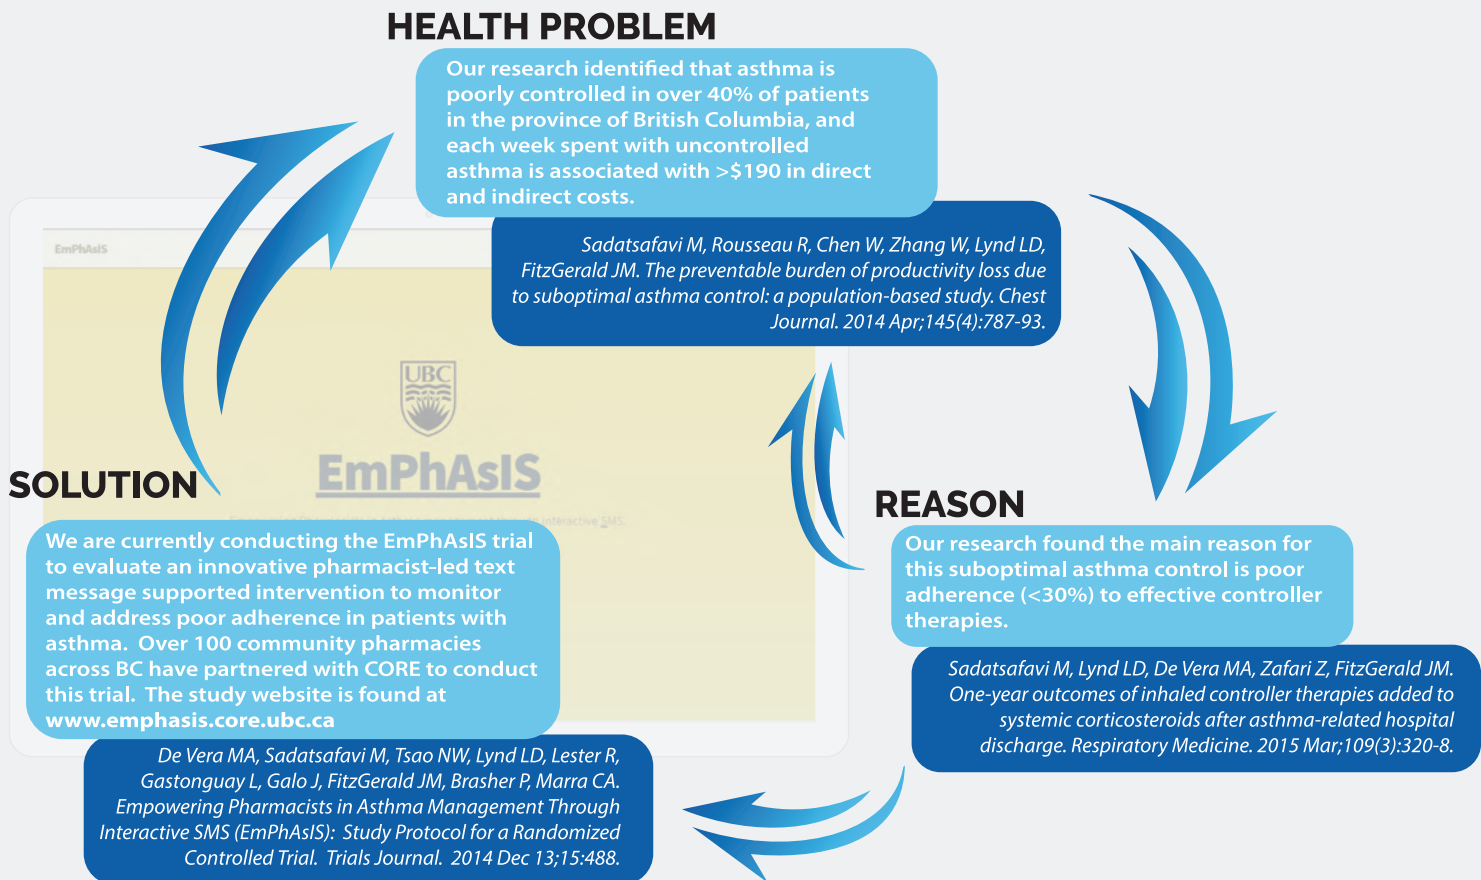 HEALTH PROBLEM
Our research identified that asthma is
poorly controlled in over 40% of patients
in the province of British Columbia, and
each week spent with uncontrolled
asthma is associated with >$190 in direct
and indirect costs.
Sadatsafavi M, Rousseau R, Chen W, Zhang W, Lynd LD,
FitzGerald JM. The preventable burden of productivity loss due
to suboptimal asthma control: a population-based study. Chest
Journal. 2014 Apr;145(4):787-93.
EmPhAsIS
UBC
EmPhAsIS
Interactive SMS.
REASON
Our research found the main reason for
this suboptimal asthma control is poor
adherence (<30%) to effective controller
therapies.
Sadatsafavi M, Lynd LD, De Vera MA, Zafari Z, FitzGerald JM.
One-year outcomes of inhaled controller therapies added to
systemic corticosteroids after asthma-related hospital
discharge. Respiratory Medicine. 2015 Mar;109(3):320-8.
SOLUTION
We are currently conducting the EmPhAsIS trial
to evaluate an innovative pharmacist-led text
message supported intervention to monitor
and address poor adherence in patients with
asthma. Over 100 community pharmacies
across BC have partnered with CORE to conduct
this trial. The study website is found at
www.emphasis.core.ubc.ca
De Vera MA, Sadatsafavi M, Tsao NW, Lynd LD, Lester R,
Gastonguay L, Galo J, FitzGerald JM, Brasher P, Marra CA.
Empowering Pharmacists in Asthma Management Through
Interactive SMS (EmPhAsIS): Study Protocol for a Randomized
Controlled Trial. Trials Journal. 2014 Dec 13;15:488.